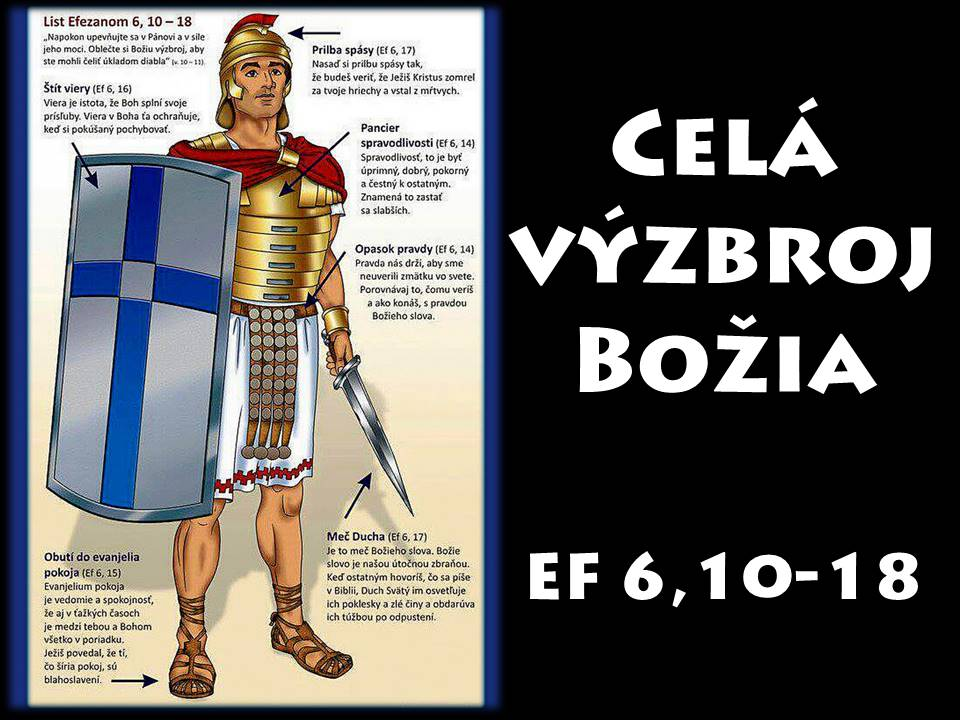 List Efezanom 6, 10 – 18
„Napokon upevňujte sa v Pánovi a v sile
jeho moci. Oblečte si Božiu výzbroj, aby
ste mohli čeliť úkladom diabla“ (v. 10 – 11).
Štít viery (Ef 6, 16)
Viera je istota, že Boh splní svoje
prísľuby. Viera v Boha ťa ochraňuje,
keď si pokúšaný pochybovať.
Prilba spásy (Ef 6, 17)
Nasaď si prilbu spásy tak,
že budeš veriť, že Ježiš Kristus zomrel
za tvoje hriechy a vstal z mŕtvych.
Pancier
spravodlivosti (Ef 6, 14)
Spravodlivosť, to je byť
úprimný, dobrý, pokorný
a čestný k ostatným.
Znamená to zastať
sa slabších.
Opasok pravdy (Ef 6, 14)
Pravda nás drží, aby sme
neuverili zmätku vo svete.
Porovnávaj to, čomu veríš
a ako konáš, s pravdou
Božieho slova.
Meč Ducha (Ef 6, 17)
Je to meč Božieho slova. Božie
slovo je našou útočnou zbraňou.
Keď ostatným hovoríš, čo sa píše
v Biblii, Duch Svätý im osvetľuje
ich poklesky a zlé činy a obdarúva
ich túžbou po odpustení.
Obutí do evanjelia
pokoja (Ef 6, 15)
Evanjelium pokoja
je vedomie a spokojnosť,
že aj v ťažkých časoch
je medzi tebou a Bohom
všetko v poriadku.
Ježiš povedal, že tí,
čo šíria pokoj, sú
blahoslavení.
Celá
výzbroj
Božia
EF 6,10-18